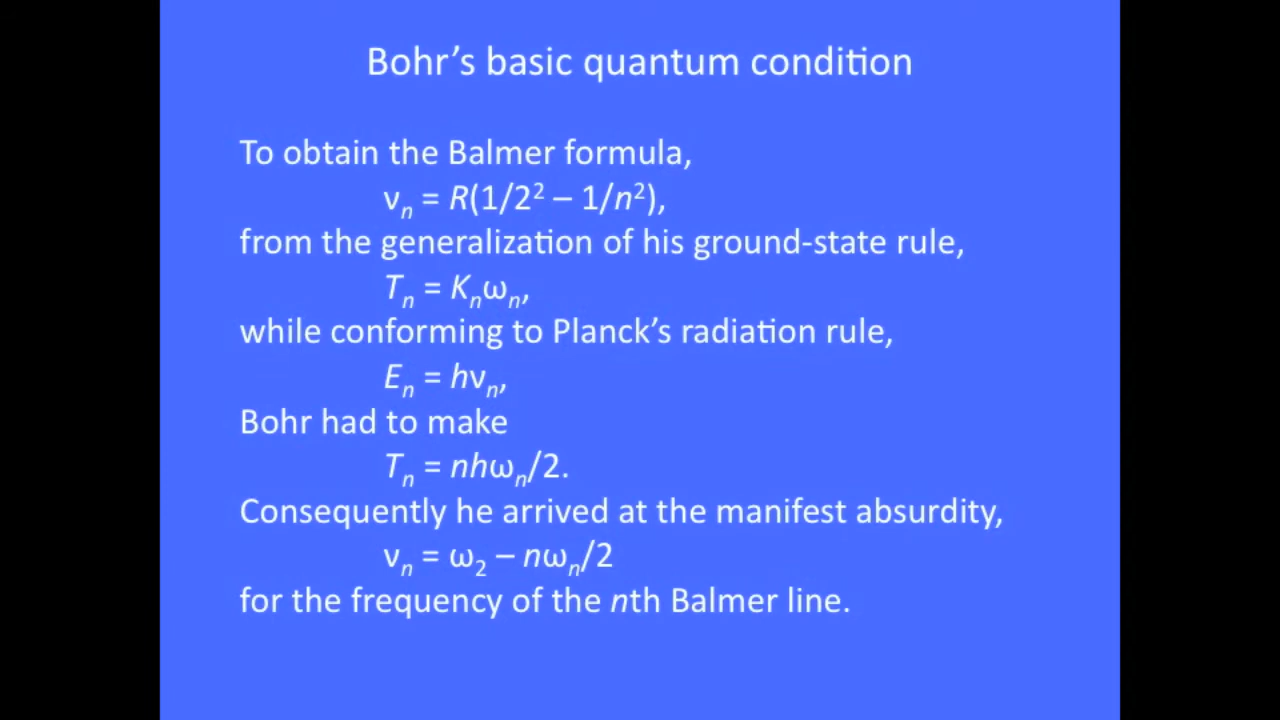 Bohr’s basic quantum condition
To obtain the Balmer formula,
νₙ = R(1/2² – 1/n²),
from the generalization of his ground-state rule,
Tₙ = Kₙωₙ,
while conforming to Planck’s radiation rule,
Eₙ = hνₙ,
Bohr had to make
Tₙ = nhωₙ/2.
Consequently he arrived at the manifest absurdity,
νₙ = ω₂ – nωₙ/2
for the frequency of the nth Balmer line.